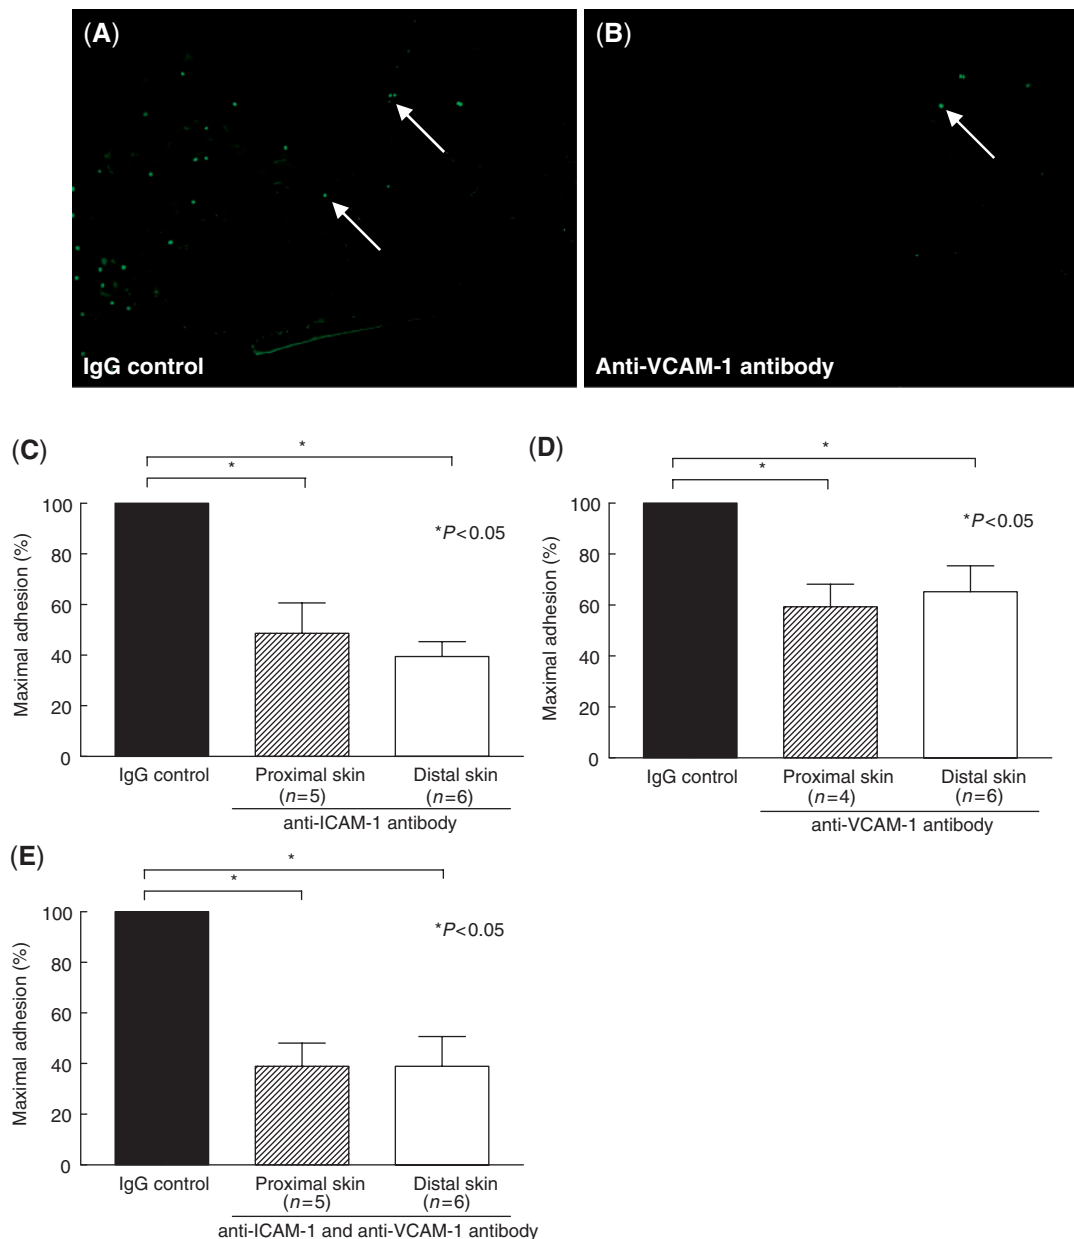 (A)
IgG control
(B)
Anti-VCAM-1 antibody
(C)
*
*
*P<0.05
Maximal adhesion (%)
100
80
60
40
20
0
IgG control
Proximal skin
(n=5)
Distal skin
(n=6)
anti-ICAM-1 antibody
(D)
*
*
*P<0.05
Maximal adhesion (%)
100
80
60
40
20
0
IgG control
Proximal skin
(n=4)
Distal skin
(n=6)
anti-VCAM-1 antibody
(E)
*
*
*P<0.05
Maximal adhesion (%)
100
80
60
40
20
0
IgG control
Proximal skin
(n=5)
Distal skin
(n=6)
anti-ICAM-1 and anti-VCAM-1 antibody